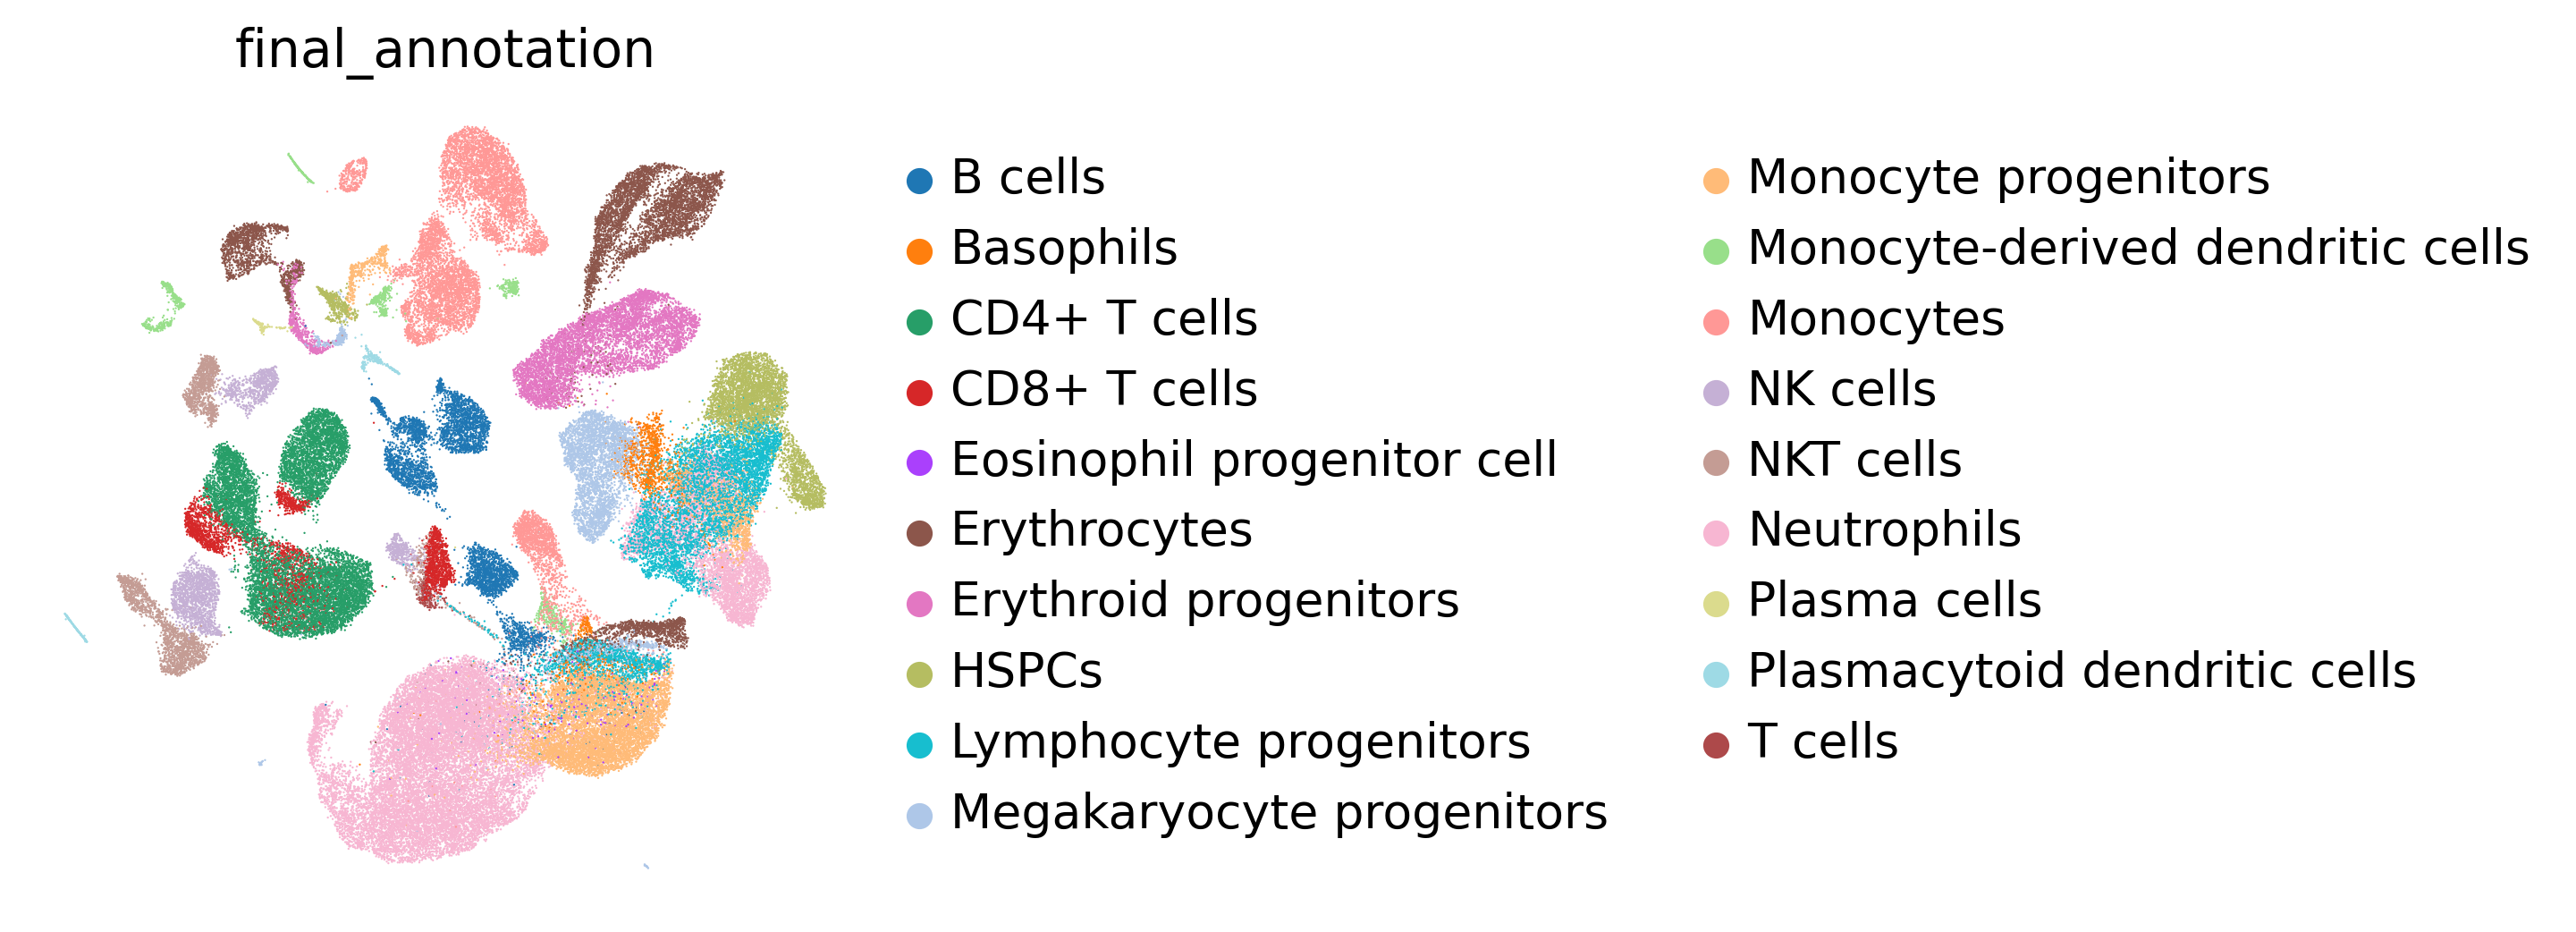 final_annotation
B cells
Basophils
CD4+ T cells
CD8+ T cells
Eosinophil progenitor cell
Erythrocytes
Erythroid progenitors
HSPCs
Lymphocyte progenitors
Megakaryocyte progenitors
Monocyte progenitors
Monocyte-derived dendritic cells
Monocytes
NK cells
NKT cells
Neutrophils
Plasma cells
Plasmacytoid dendritic cells
T cells